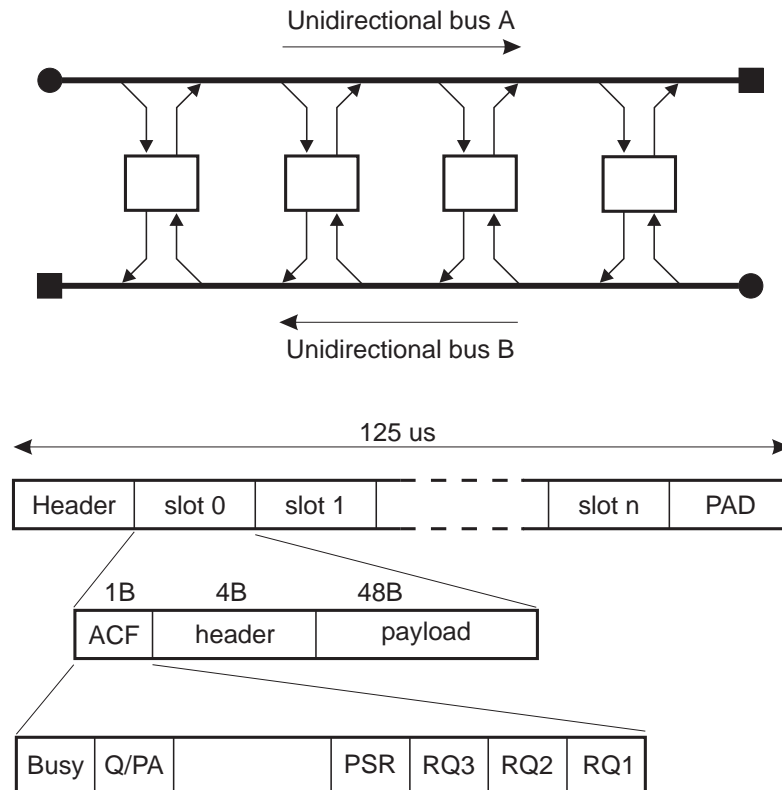 Unidirectional bus A
Unidirectional bus B
125 us
Header slot 0 slot 1 slot n PAD
1B 4B 48B
ACF header payload
Busy Q/PA PSR RQ3 RQ2 RQ1